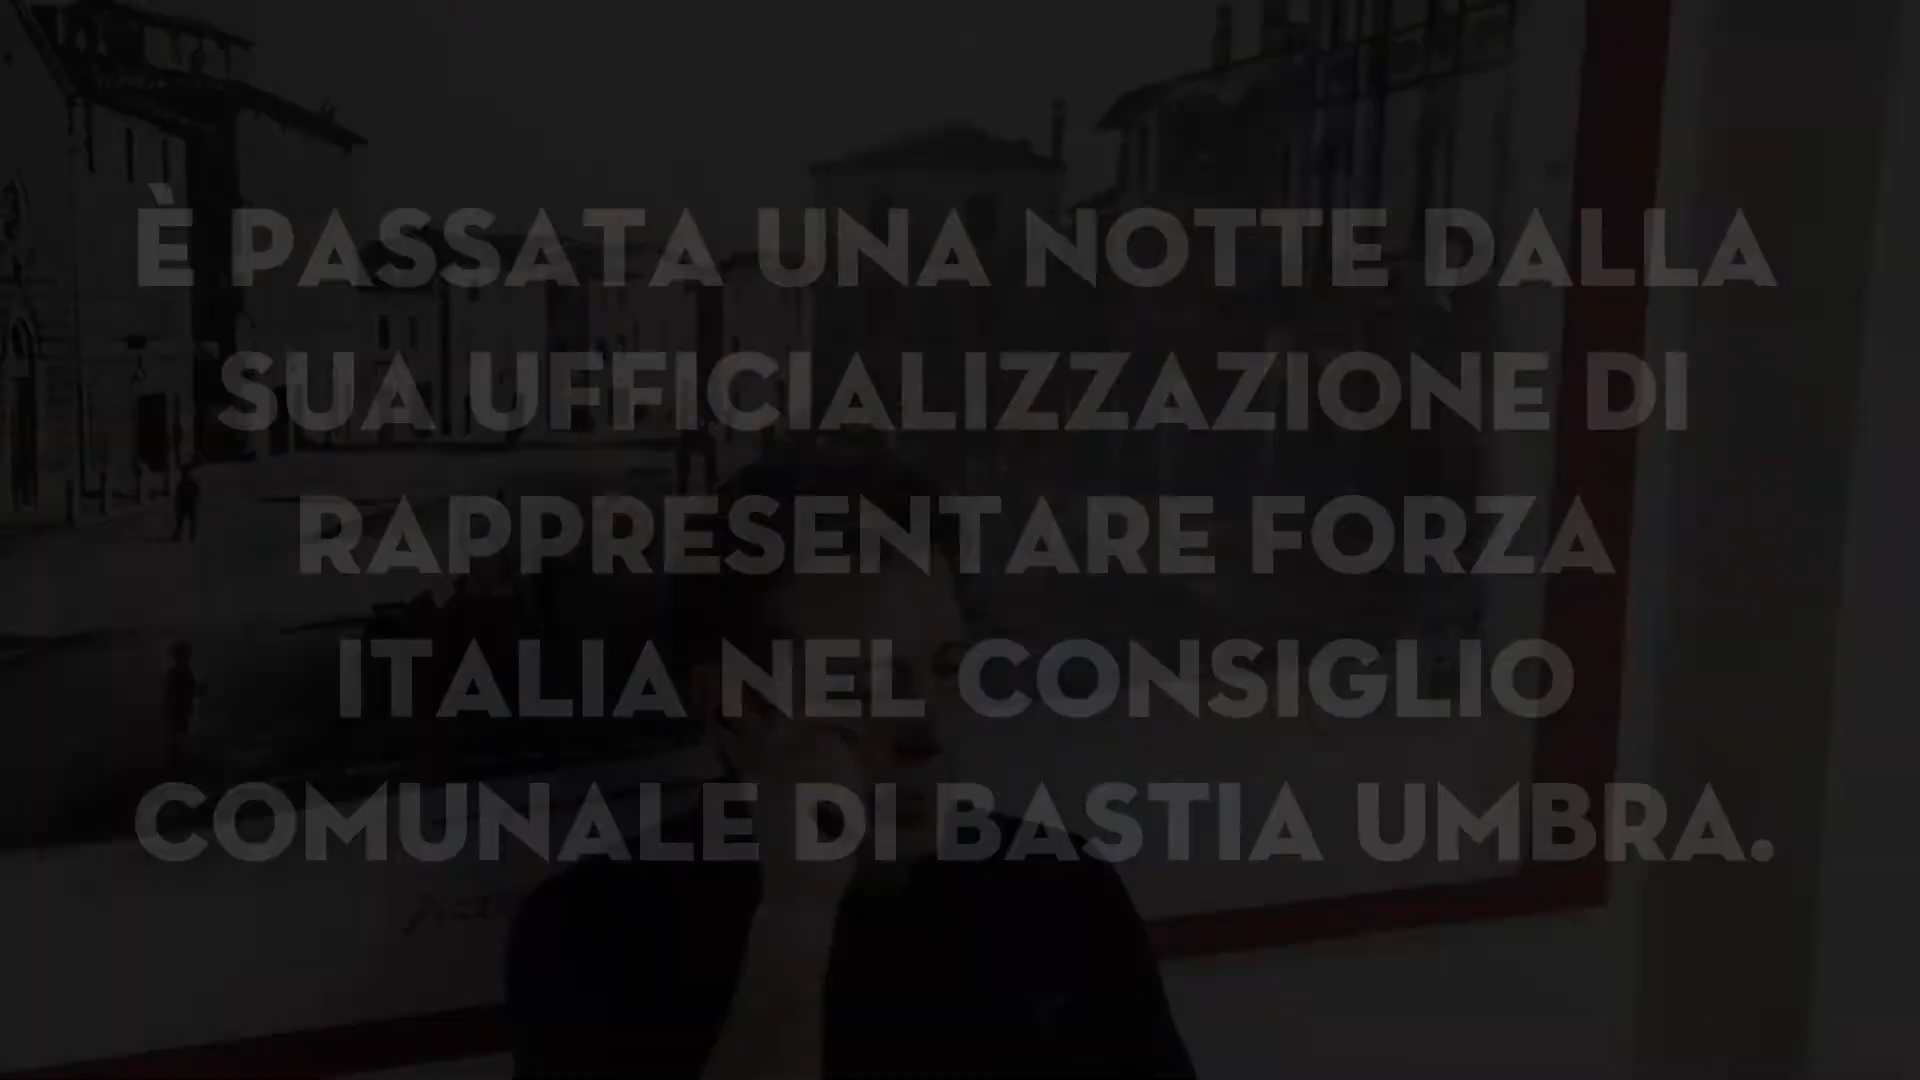 È PASSATA UNA NOTTE DALLA
SUA UFFICIALIZZAZIONE DI
RAPPRESENTARE FORZA
ITALIA NEL CONSIGLIO
COMUNALE DI BASTIA UMBRA.